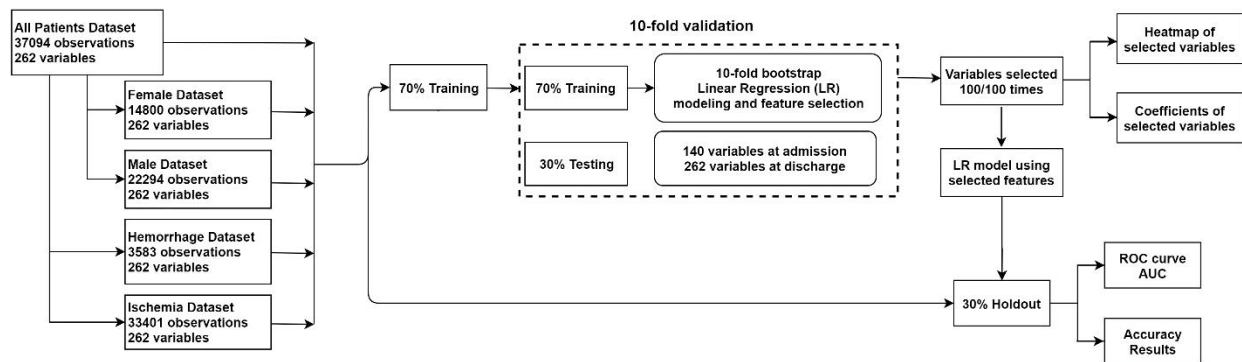 All Patients Dataset
37094 observations
262 variables
Female Dataset
14800 observations
262 variables
Male Dataset
22294 observations
262 variables
Hemorrhage Dataset
3583 observations
262 variables
Ischemia Dataset
33401 observations
262 variables
70% Training
10-fold validation
70% Training
10-fold bootstrap
Linear Regression (LR)
modeling and feature selection
30% Testing
140 variables at admission
262 variables at discharge
Variables selected
100/100 times
Heatmap of
selected variables
Coefficients of
selected variables
LR model using
selected features
30% Holdout
ROC curve
AUC
Accuracy
Results